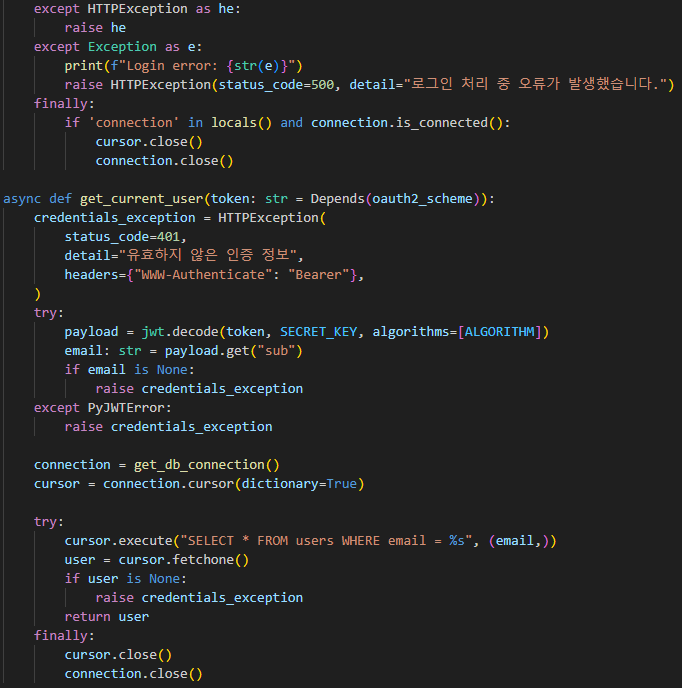 except HTTPException as he:
        raise he
    except Exception as e:
        print(f"Login error: {str(e)}")
        raise HTTPException(status_code=500, detail="로그인 처리 중 오류가 발생했습니다.")
    finally:
        if 'connection' in locals() and connection.is_connected():
            cursor.close()
            connection.close()

async def get_current_user(token: str = Depends(oauth2_scheme)):
    credentials_exception = HTTPException(
        status_code=401,
        detail="유효하지 않은 인증 정보",
        headers={"WWW-Authenticate": "Bearer"},
    )
    try:
        payload = jwt.decode(token, SECRET_KEY, algorithms=[ALGORITHM])
        email: str = payload.get("sub")
        if email is None:
            raise credentials_exception
    except PyJWTError:
        raise credentials_exception

    connection = get_db_connection()
    cursor = connection.cursor(dictionary=True)

    try:
        cursor.execute("SELECT * FROM users WHERE email = %s", (email,))
        user = cursor.fetchone()
        if user is None:
            raise credentials_exception
        return user
    finally:
        cursor.close()
        connection.close()